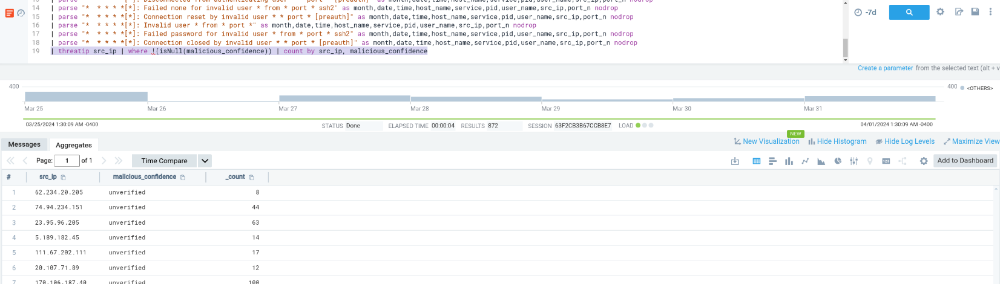 14 | parse "*  * * * *[*]: Failed none for invalid user * from * port * ssh2" as month,date,time,host_name,service,pid,user_name,src_ip,port_n nodrop
15 | parse "*  * * * *[*]: Connection reset by invalid user * * port * [preauth]" as month,date,time,host_name,service,pid,user_name,src_ip,port_n nodrop
16 | parse "*  * * * *[*]: Invalid user * from * port *" as month,date,time,host_name,service,pid,user_name,src_ip,port_n nodrop
17 | parse "*  * * * *[*]: Failed password for invalid user * from * port * ssh2" as month,date,time,host_name,service,pid,user_name,src_ip,port_n nodrop
18 | parse "*  * * * *[*]: Connection closed by invalid user * * port * [preauth]" as month,date,time,host_name,service,pid,user_name,src_ip,port_n nodrop
19 | threatip src_ip | where !(isNull(malicious_confidence)) | count by src_ip, malicious_confidence
-7d
Create a parameter from the selected text (alt + v
400
400 <OTHERS>
Mar 25 Mar 26 Mar 27 Mar 28 Mar 29 Mar 30 Mar 31
03/25/2024 1:30:09 AM -0400 STATUS Done ELAPSED TIME 00:00:04 RESULTS 872 SESSION 63F2CB3B67CCB8E7 LOAD 04/01/2024 1:30:09 AM -0400
NEW
Messages Aggregates New Visualization Hide Histogram Hide Log Levels Maximize View
Page: 1 of 1 Time Compare 123 Add to Dashboard
# src_ip malicious_confidence _count
1 62.234.20.205 unverified 8
2 74.94.234.151 unverified 44
3 23.95.96.205 unverified 63
4 5.189.182.45 unverified 14
5 111.67.202.111 unverified 17
6 20.107.71.89 unverified 12
7 170.106.187.40 unverified 100